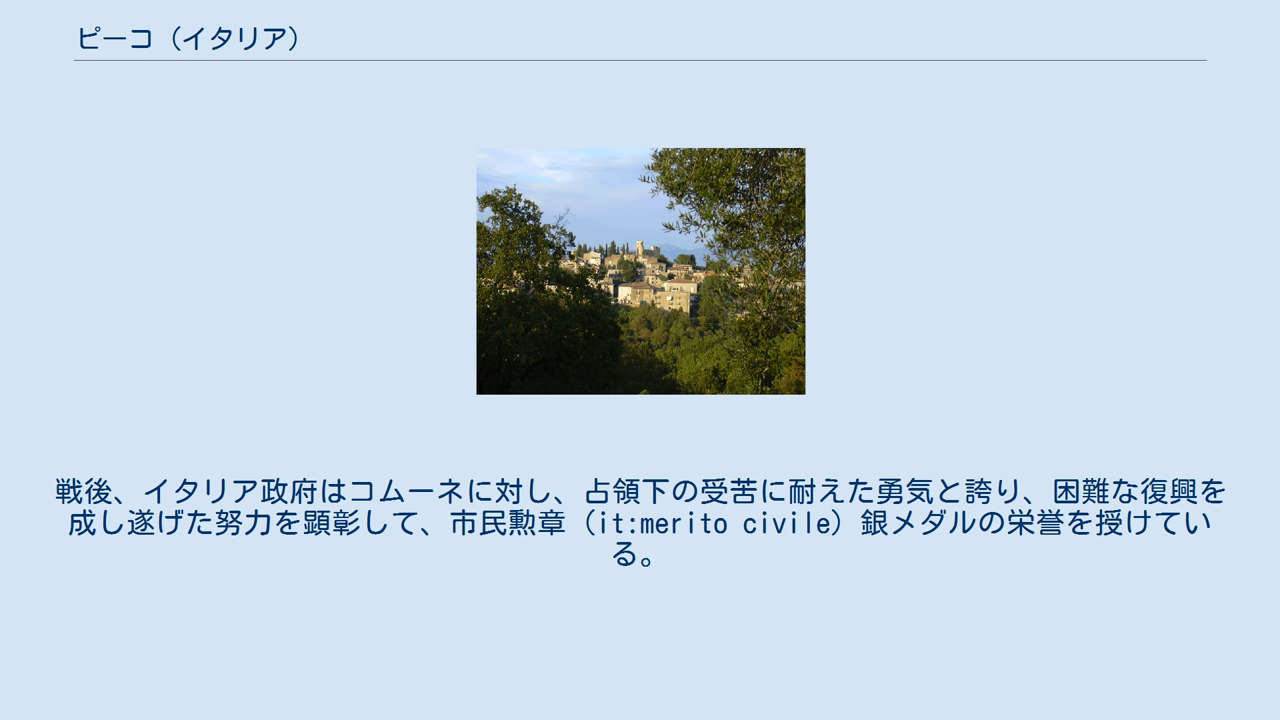 ピーコ（イタリア）
戦後、イタリア政府はコムーネに対し、占領下の受苦に耐えた勇気と誇り、困難な復興を
成し遂げた努力を顕彰して、市民勲章（it:merito civile）銀メダルの栄誉を授けてい
る。